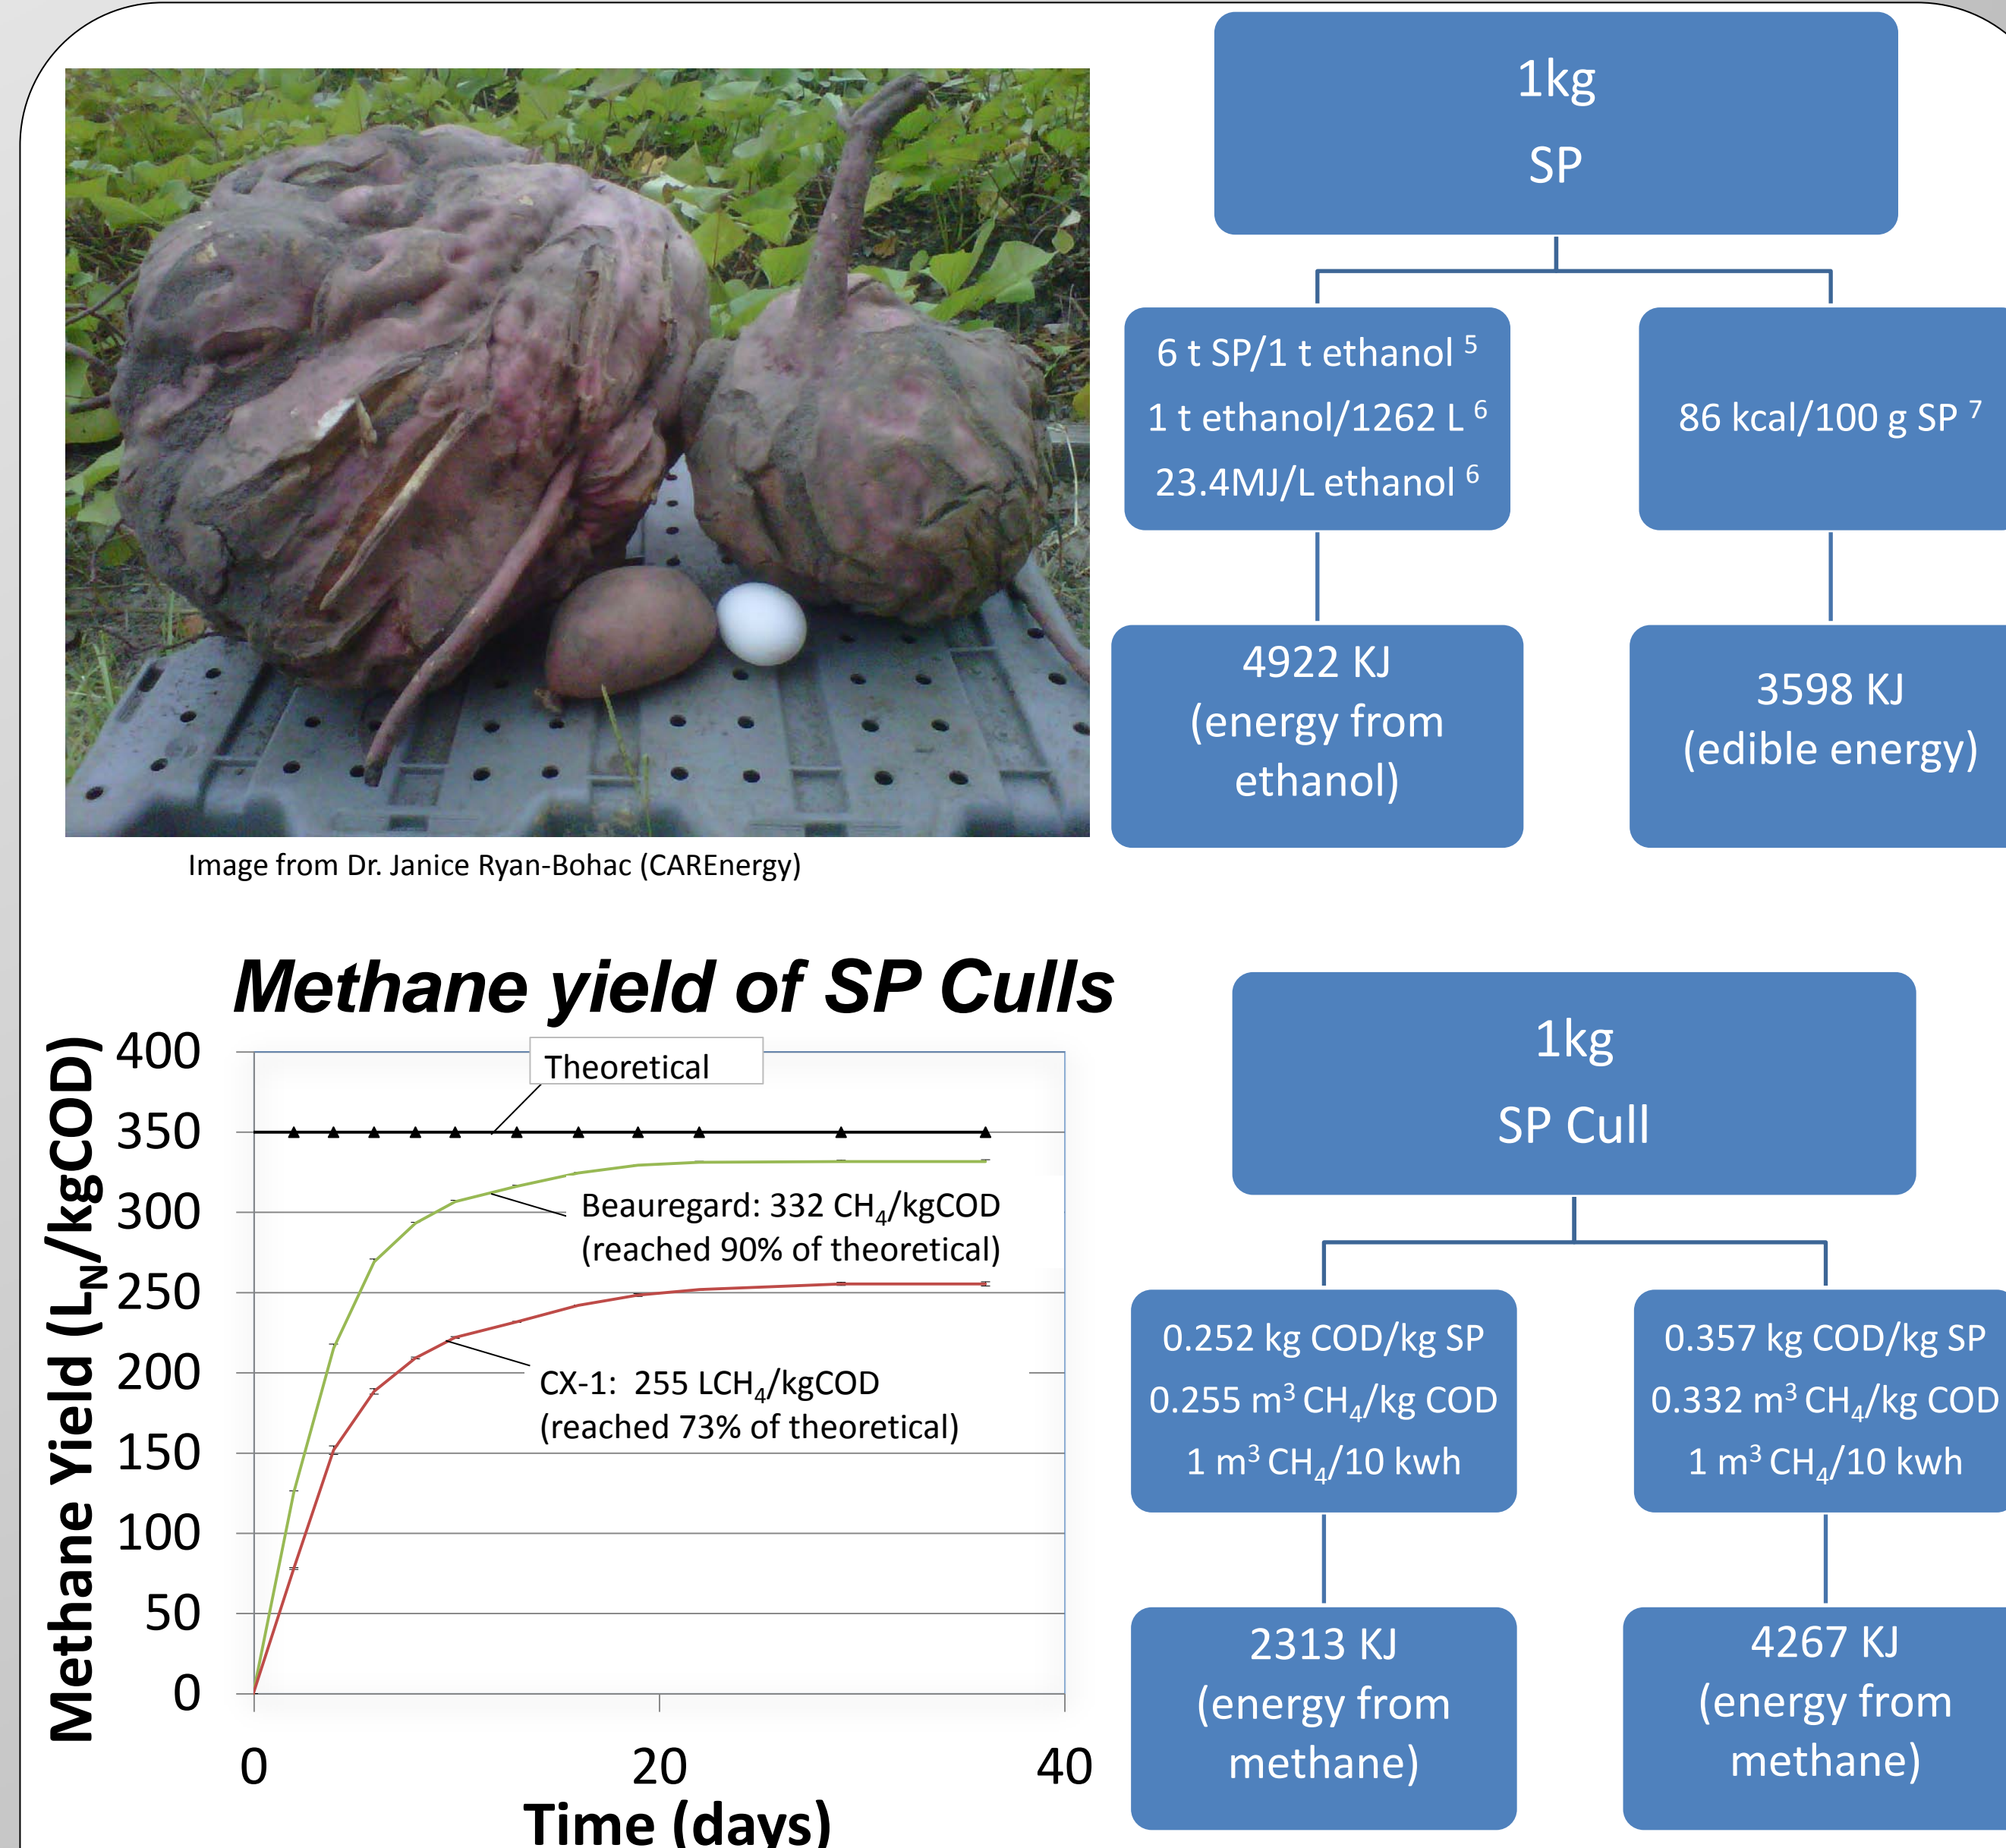 1kg
SP
6 t SP/1 t ethanol ⁵
1 t ethanol/1262 L ⁶
23.4MJ/L ethanol ⁶
86 kcal/100 g SP ⁷
4922 KJ
(energy from
ethanol)
3598 KJ
(edible energy)
Image from Dr. Janice Ryan-Bohac (CAREnergy)
Methane yield of SP Culls
Methane Yield (L_N/kgCOD)
400
350
300
250
200
150
100
50
0
Theoretical
Beauregard: 332 CH₄/kgCOD
(reached 90% of theoretical)
CX-1:  255 LCH₄/kgCOD
(reached 73% of theoretical)
0
20
40
Time (days)
1kg
SP Cull
0.252 kg COD/kg SP
0.255 m³ CH₄/kg COD
1 m³ CH₄/10 kwh
0.357 kg COD/kg SP
0.332 m³ CH₄/kg COD
1 m³ CH₄/10 kwh
2313 KJ
(energy from
methane)
4267 KJ
(energy from
methane)